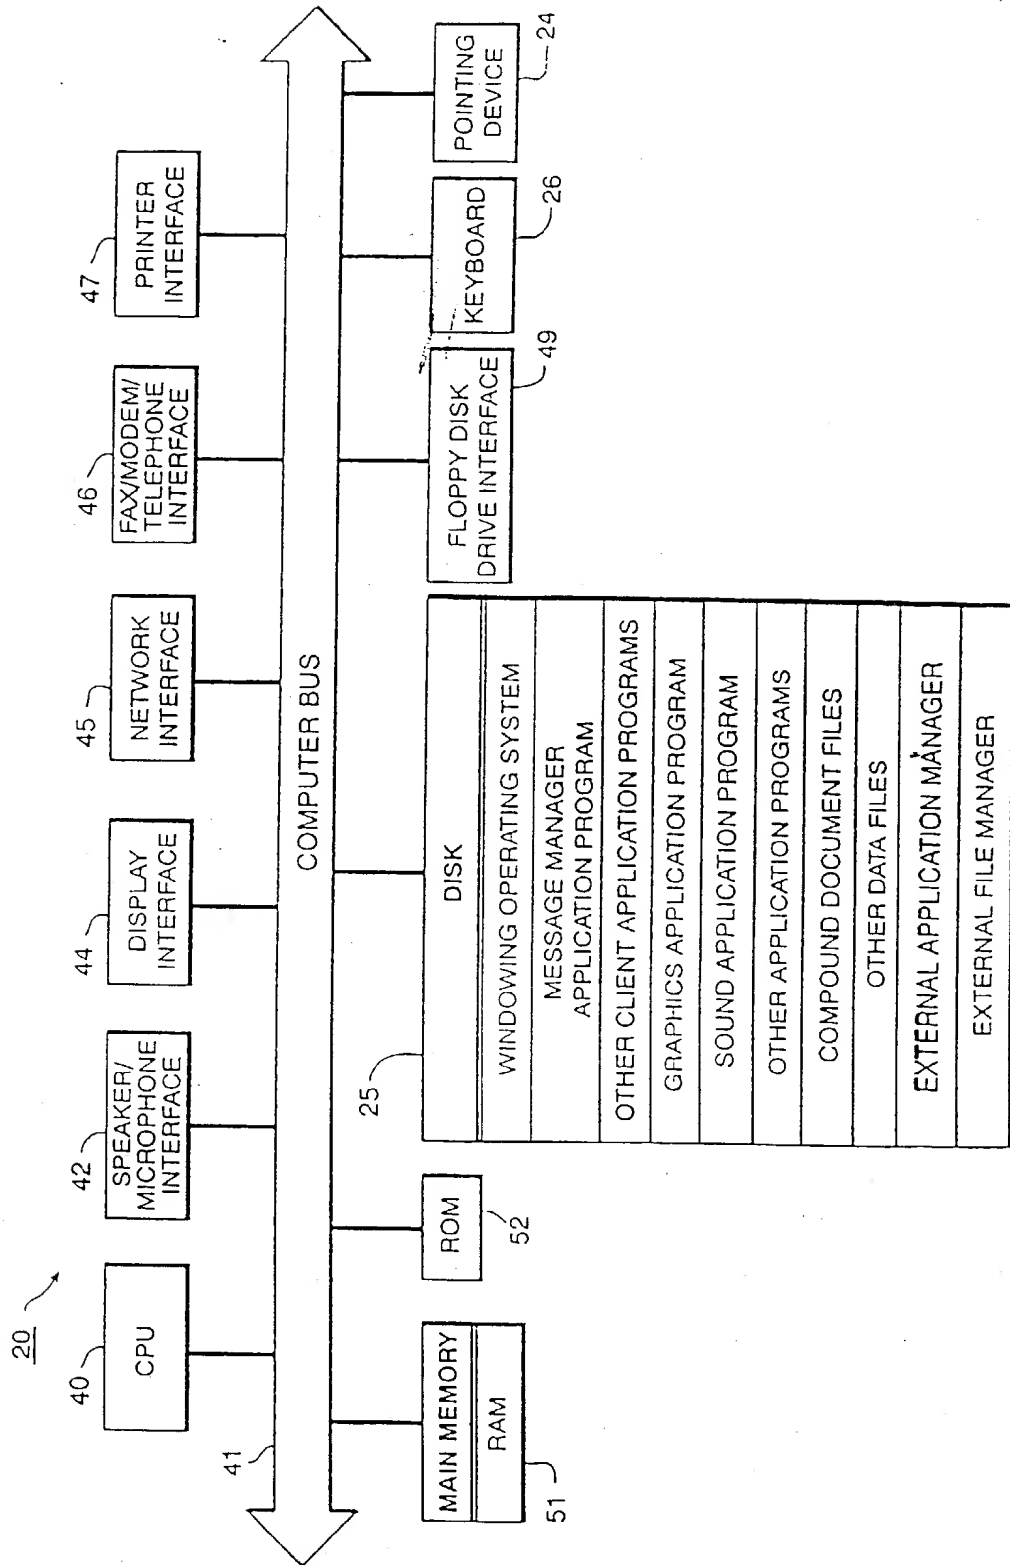 20
40
CPU
42
SPEAKER/
MICROPHONE
INTERFACE
44
DISPLAY
INTERFACE
45
NETWORK
INTERFACE
46
FAX/MODEM/
TELEPHONE
INTERFACE
47
PRINTER
INTERFACE
41
COMPUTER BUS
MAIN MEMORY
RAM
51
ROM
52
25
DISK
WINDOWING OPERATING SYSTEM
MESSAGE MANAGER
APPLICATION PROGRAM
OTHER CLIENT APPLICATION PROGRAMS
GRAPHICS APPLICATION PROGRAM
SOUND APPLICATION PROGRAM
OTHER APPLICATION PROGRAMS
COMPOUND DOCUMENT FILES
OTHER DATA FILES
EXTERNAL APPLICATION MANAGER
EXTERNAL FILE MANAGER
FLOPPY DISK
DRIVE INTERFACE
49
KEYBOARD
26
POINTING
DEVICE
24